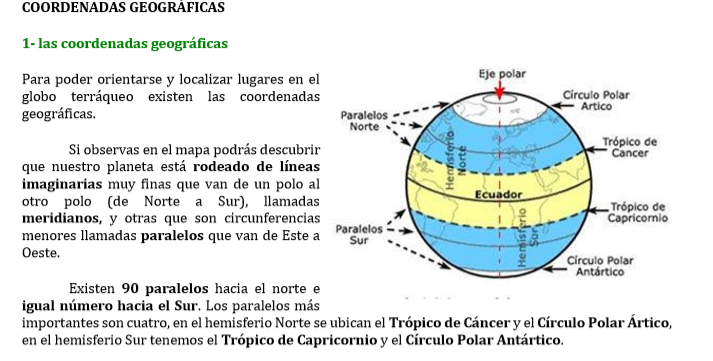 COORDENADAS GEOGRÁFICAS
1- las coordenadas geográficas
Para poder orientarse y localizar lugares en el
globo terráqueo existen las coordenadas
geográficas.
Si observas en el mapa podrás descubrir
que nuestro planeta está rodeado de líneas
imaginarias muy finas que van de un polo al
otro polo (de Norte a Sur), llamadas
meridianos, y otras que son circunferencias
menores llamadas paralelos que van de Este a
Oeste.
Existen 90 paralelos hacia el norte e
igual número hacia el Sur. Los paralelos más
importantes son cuatro, en el hemisferio Norte se ubican el Trópico de Cáncer y el Círculo Polar Ártico,
en el hemisferio Sur tenemos el Trópico de Capricornio y el Círculo Polar Antártico.
Eje polar
Círculo Polar
Artico
Paralelos
Norte
Trópico de
Cancer
Hemisferio
Norte
Ecuador
Trópico de
Capricornio
Paralelos
Sur
Hemisferio
Sur
Círculo Polar
Antártico